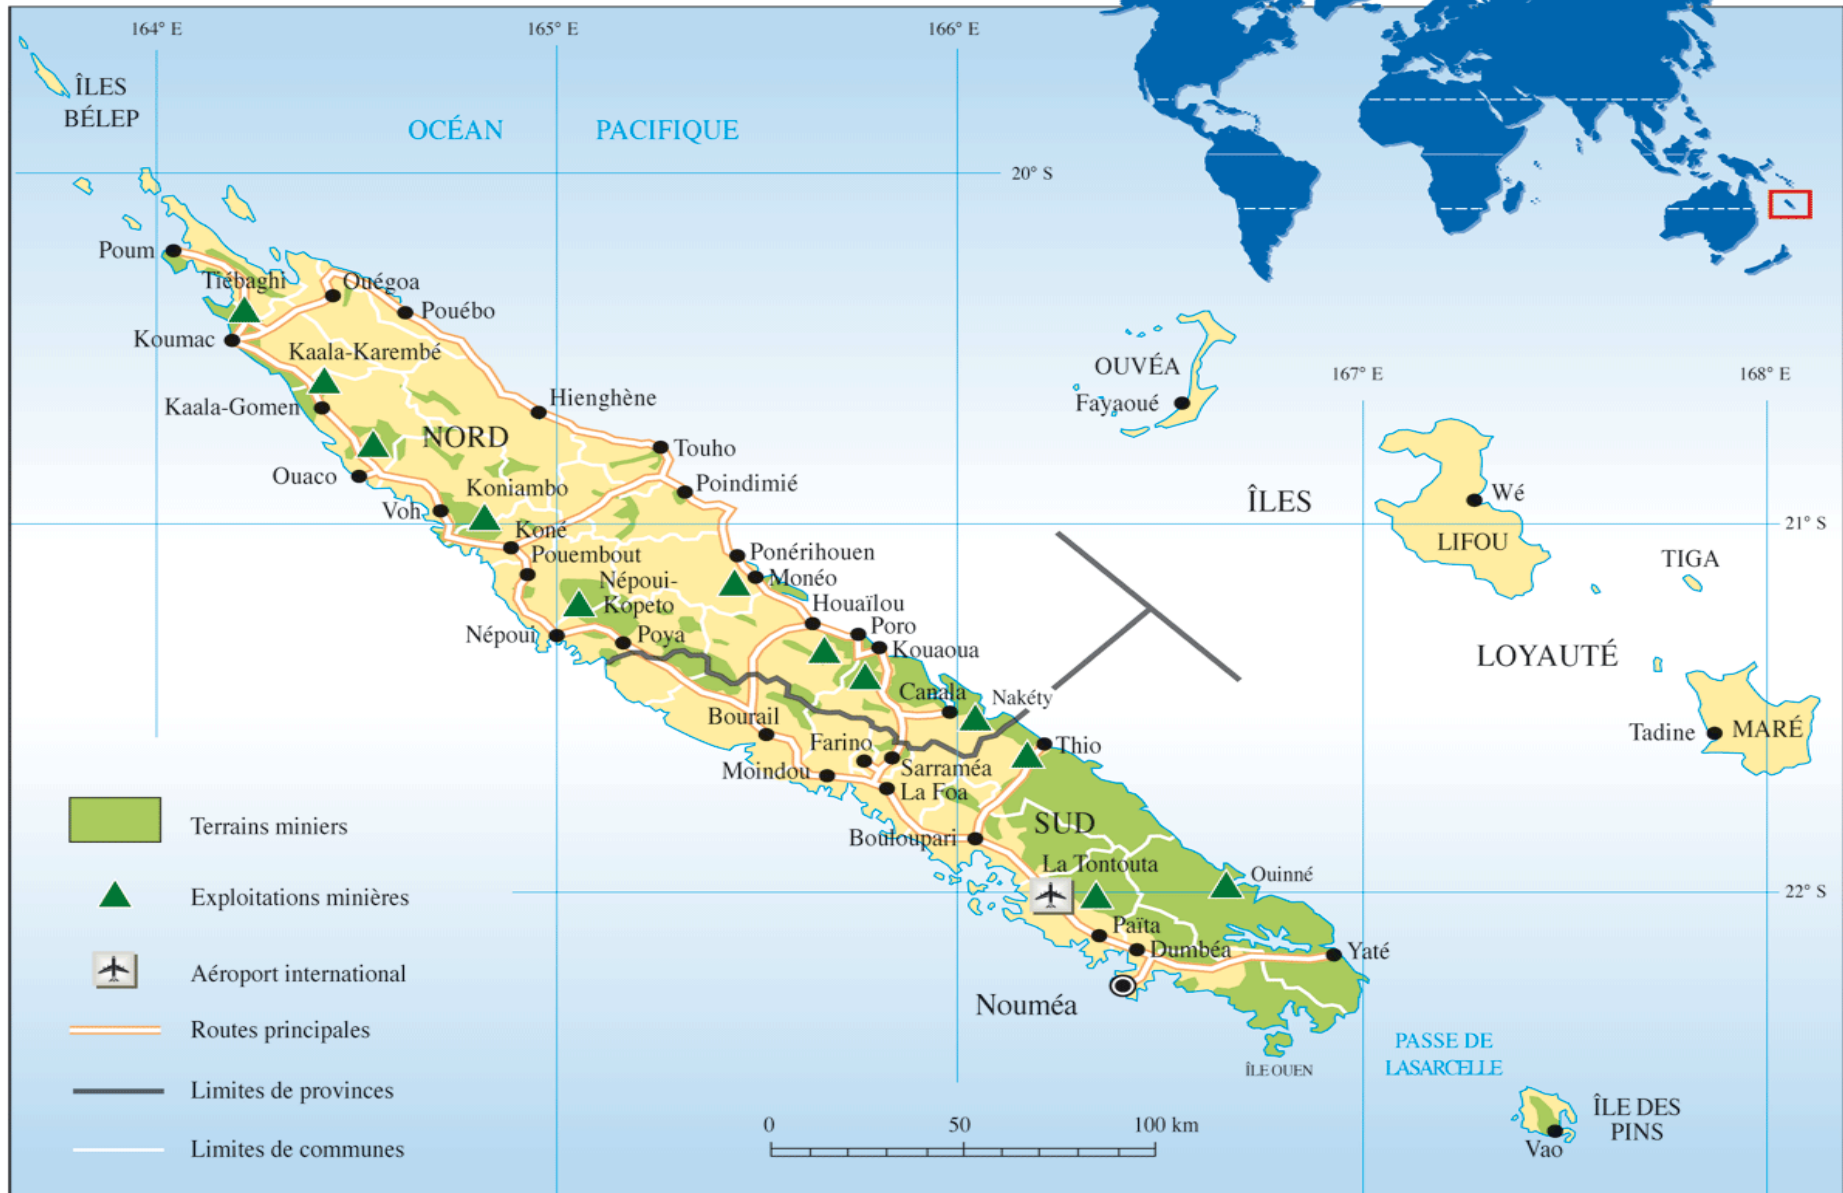 164° E
165° E
166° E
ÎLES
BÉLEP
OCÉAN
PACIFIQUE
20° S
Poum
Tiébaghi
Ouégoa
Pouébo
Koumac
Kaala-Karembé
OUVÉA
167° E
168° E
Kaala-Gomen
Hienghène
Fayaoué
NORD
Touho
Ouaco
Koniambo
Poindimié
ÎLES
Wé
Voh
Koné
21° S
Pouembout
Ponérihouen
LIFOU
TIGA
Népoui-
Kopeto
Monéo
Houaïlou
Népoui
Poya
Poro
Kouaoua
LOYAUTÉ
Canala
Nakéty
Bourail
Tadine
MARÉ
Farino
Thio
Moindou
Sarraméa
La Foa
Terrains miniers
SUD
Bouloupari
La Tontouta
Ouinné
Exploitations minières
22° S
Païta
Dumbéa
Yaté
Aéroport international
Nouméa
Routes principales
PASSE DE
LASARCELLE
ÎLE OUEN
Limites de provinces
ÎLE DES
PINS
Vao
0
50
100 km
Limites de communes